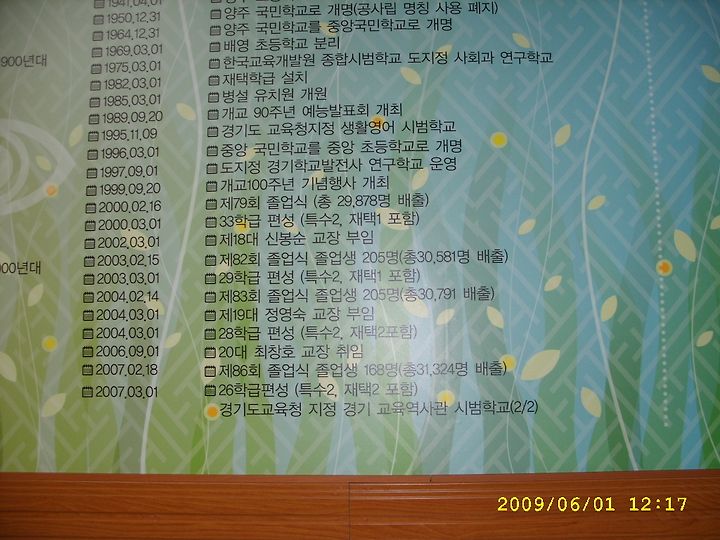 1941.04.01
1950.12.31 양주 국민학교로 개명(공사립 명칭 사용 폐지)
1964.12.31 양주 국민학교를 중앙국민학교로 개명
1969.03.01 배영 초등학교 분리
900년대 1975.03.01 한국교육개발원 종합시범학교 도지정 사회과 연구학교
1982.03.01 재택학급 설치
1985.03.01 병설 유치원 개원
1989.09.20 개교 90주년 예능발표회 개최
1995.11.09 경기도 교육청지정 생활영어 시범학교
1996.03.01 중앙 국민학교를 중앙 초등학교로 개명
1997.09.01 도지정 경기학교발전사 연구학교 운영
1999.09.20 개교100주년 기념행사 개최
2000.02.16 제79회 졸업식 (총 29,878명 배출)
2000.03.01 33학급 편성 (특수2, 재택1 포함)
2002.03.01 제18대 신봉순 교장 부임
00년대 2003.02.15 제82회 졸업식 졸업생 205명(총30,581명 배출)
2003.03.01 29학급 편성 (특수2, 재택1 포함)
2004.02.14 제83회 졸업식 졸업생 205명(총30,791 배출)
2004.03.01 제19대 정영숙 교장 부임
2004.03.01 28학급 편성 (특수2, 재택2포함)
2006.09.01 20대 최창호 교장 취임
2007.02.18 제86회 졸업식 졸업생 168명(총31,324명 배출)
2007.03.01 26학급편성 (특수2, 재택2 포함)
경기도교육청 지정 경기 교육역사관 시범학교(2/2)
2009/06/01 12:17